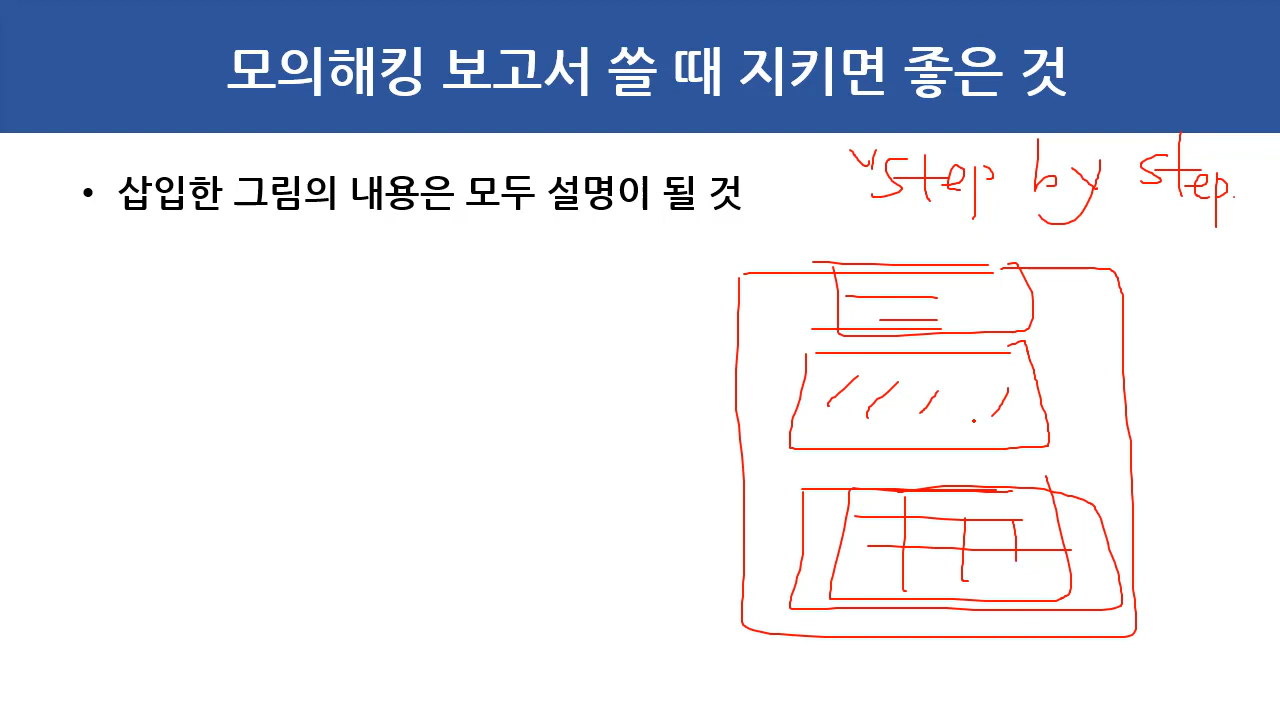 모의해킹 보고서 쓸 때 지키면 좋은 것
• 삽입한 그림의 내용은 모두 설명이 될 것
"step by step.